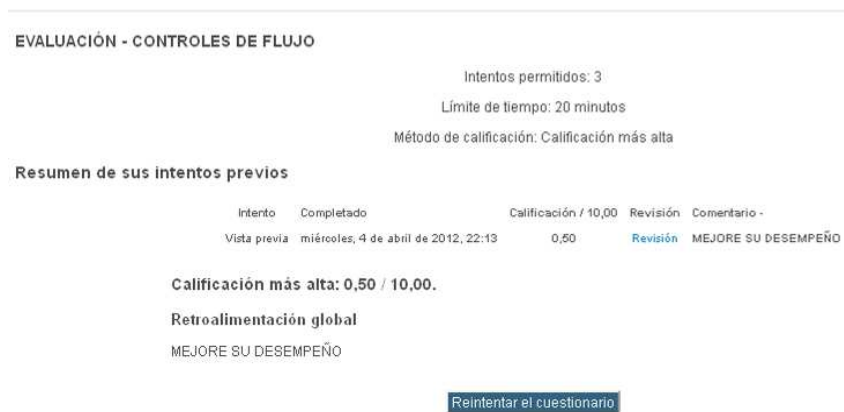 EVALUACIÓN - CONTROLES DE FLUJO
Intentos permitidos: 3
Límite de tiempo: 20 minutos
Método de calificación: Calificación más alta
Resumen de sus intentos previos
Intento Completado Calificación / 10,00 Revisión Comentario -
Vista previa miércoles, 4 de abril de 2012, 22:13 0,50 Revisión MEJORE SU DESEMPEÑO
Calificación más alta: 0,50 / 10,00.
Retroalimentación global
MEJORE SU DESEMPEÑO
Reintentar el cuestionario